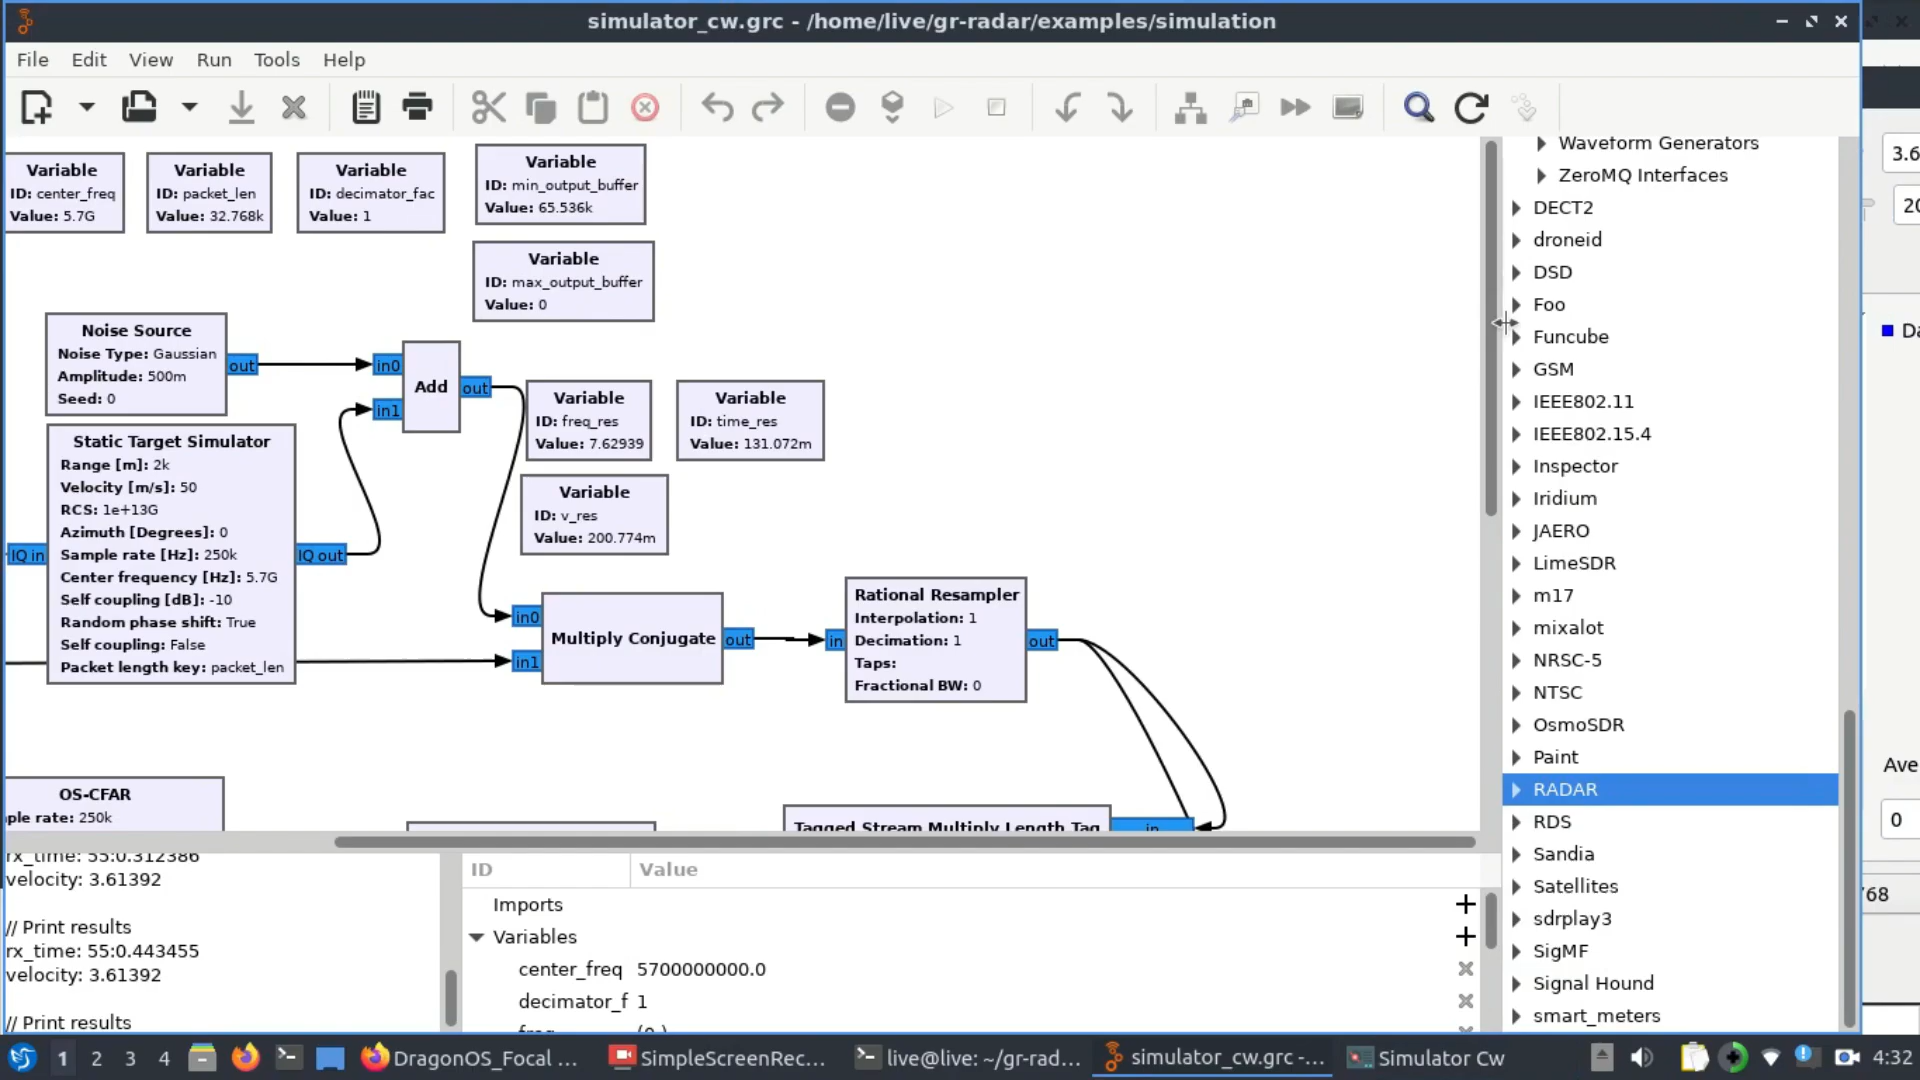 simulator_cw.grc - /home/live/gr-radar/examples/simulation
File Edit View Run Tools Help
Variable
ID: center_freq
Value: 5.7G
Variable
ID: packet_len
Value: 32.768k
Variable
ID: decimator_fac
Value: 1
Variable
ID: min_output_buffer
Value: 65.536k
Variable
ID: max_output_buffer
Value: 0
Noise Source
Noise Type: Gaussian
Amplitude: 500m
Seed: 0
out
in0
in1
Add
out
Variable
ID: freq_res
Value: 7.62939
Variable
ID: time_res
Value: 131.072m
Variable
ID: v_res
Value: 200.774m
Static Target Simulator
Range [m]: 2k
Velocity [m/s]: 50
RCS: 1e+13G
Azimuth [Degrees]: 0
Sample rate [Hz]: 250k
Center frequency [Hz]: 5.7G
Self coupling [dB]: -10
Random phase shift: True
Self coupling: False
Packet length key: packet_len
IQ in
IQ out
in0
in1
Multiply Conjugate
out
in
Rational Resampler
Interpolation: 1
Decimation: 1
Taps:
Fractional BW: 0
out
OS-CFAR
ple rate: 250k
Tagged Stream Multiply Length Tag
in
Waveform Generators
ZeroMQ Interfaces
DECT2
droneid
DSD
Foo
Funcube
GSM
IEEE802.11
IEEE802.15.4
Inspector
Iridium
JAERO
LimeSDR
m17
mixalot
NRSC-5
NTSC
OsmoSDR
Paint
RADAR
RDS
Sandia
Satellites
sdrplay3
SigMF
Signal Hound
smart_meters
3.6
20
Da
Ave
0
68
rx_time: 55:0.312386
velocity: 3.61392
// Print results
rx_time: 55:0.443455
velocity: 3.61392
// Print results
ID Value
Imports
Variables
center_freq 5700000000.0
decimator_f 1
1 2 3 4 DragonOS_Focal ... SimpleScreenRec... live@live: ~/gr-rad... simulator_cw.grc -... Simulator Cw 4:32